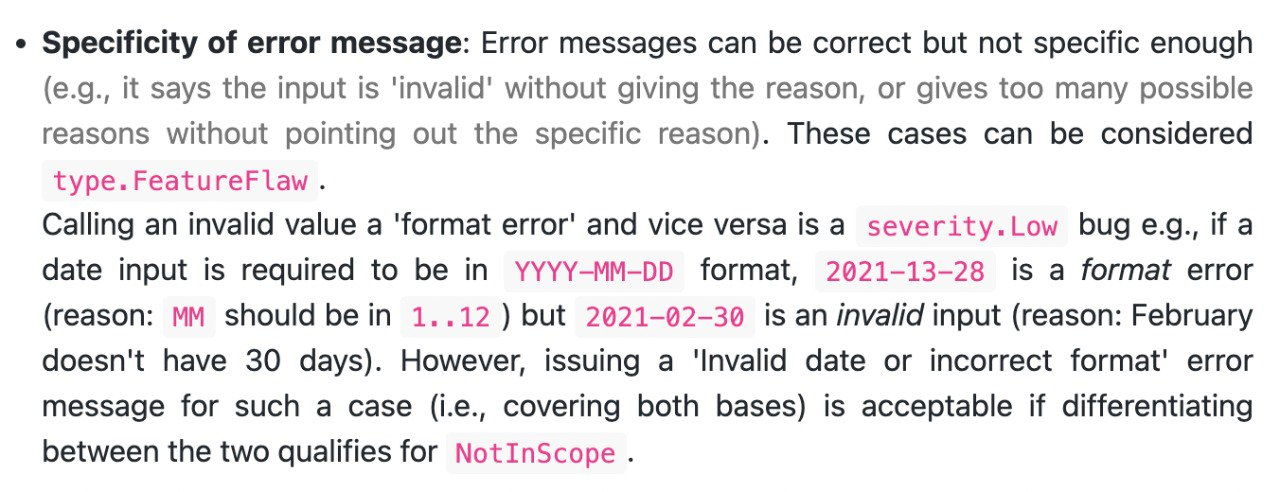 • Specificity of error message: Error messages can be correct but not specific enough
(e.g., it says the input is 'invalid' without giving the reason, or gives too many possible
reasons without pointing out the specific reason). These cases can be considered
type.FeatureFlaw.
Calling an invalid value a 'format error' and vice versa is a severity.Low bug e.g., if a
date input is required to be in YYYY-MM-DD format, 2021-13-28 is a format error
(reason: MM should be in 1..12 ) but 2021-02-30 is an invalid input (reason: February
doesn't have 30 days). However, issuing a 'Invalid date or incorrect format' error
message for such a case (i.e., covering both bases) is acceptable if differentiating
between the two qualifies for NotInScope.